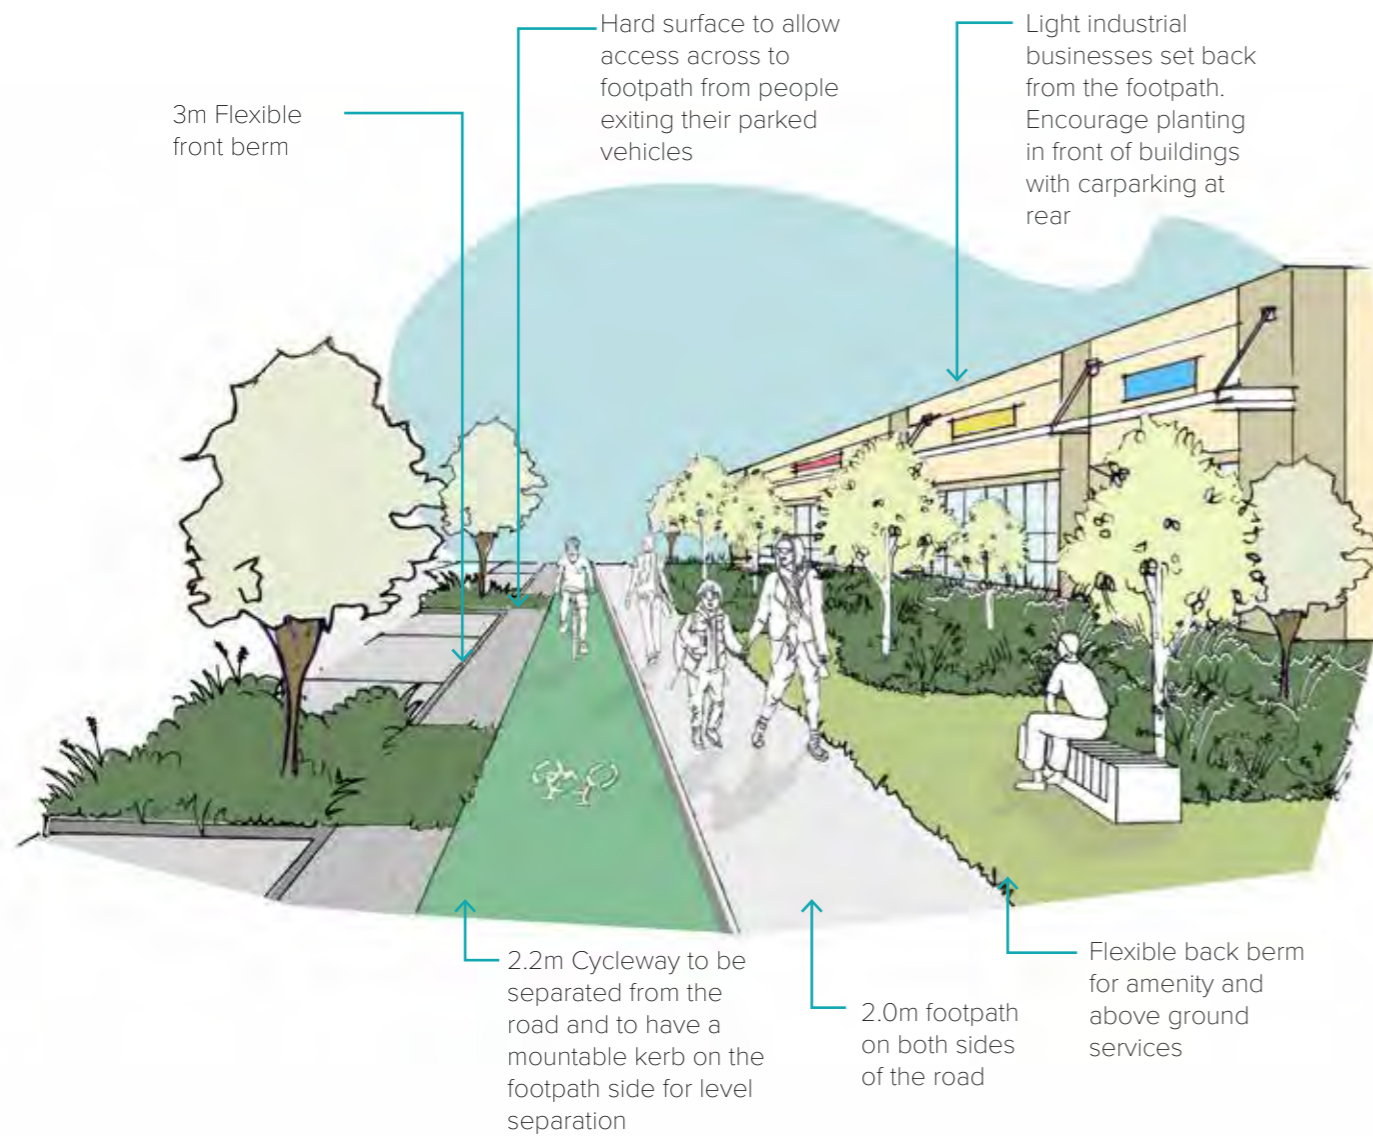 Hard surface to allow
access across to
footpath from people
exiting their parked
vehicles
Light industrial
businesses set back
from the footpath.
Encourage planting
in front of buildings
with carparking at
rear
3m Flexible
front berm
2.2m Cycleway to be
separated from the
road and to have a
mountable kerb on the
footpath side for level
separation
2.0m footpath
on both sides
of the road
Flexible back berm
for amenity and
above ground
services